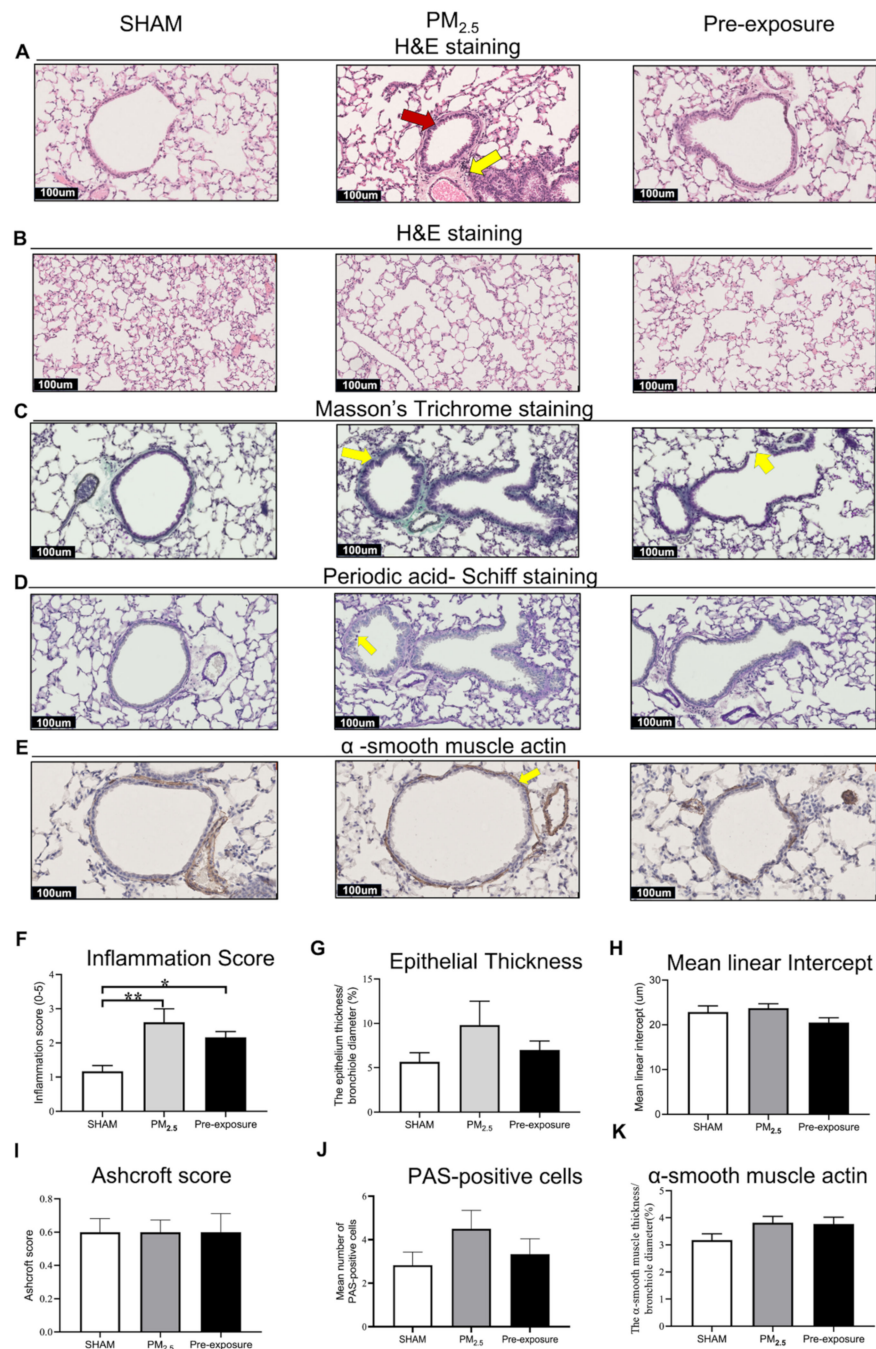 SHAM PM2.5 Pre-exposure
A H&E staining
100um 100um 100um
B H&E staining
100um 100um 100um
C Masson's Trichrome staining
100um 100um 100um
D Periodic acid- Schiff staining
100um 100um 100um
E α -smooth muscle actin
100um 100um 100um
F Inflammation Score
Inflammation score (0-5)
4
3
2
1
0
*
**
SHAM PM2.5 Pre-exposure
G Epithelial Thickness
The epithelium thickness/
bronchiole diameter (%)
15
10
5
0
SHAM PM2.5 Pre-exposure
H Mean linear Intercept
Mean linear intercept (um)
30
20
10
0
SHAM PM2.5 Pre-exposure
I Ashcroft score
Ashcroft score
0.8
0.6
0.4
0.2
0.0
SHAM PM2.5 Pre-exposure
J PAS-positive cells
Mean number of
PAS-positive cells
6
4
2
0
SHAM PM2.5 Pre-exposure
K α-smooth muscle actin
The α-smooth muscle thickness/
bronchiole diameter(%)
5
4
3
2
1
0
SHAM PM2.5 Pre-exposure